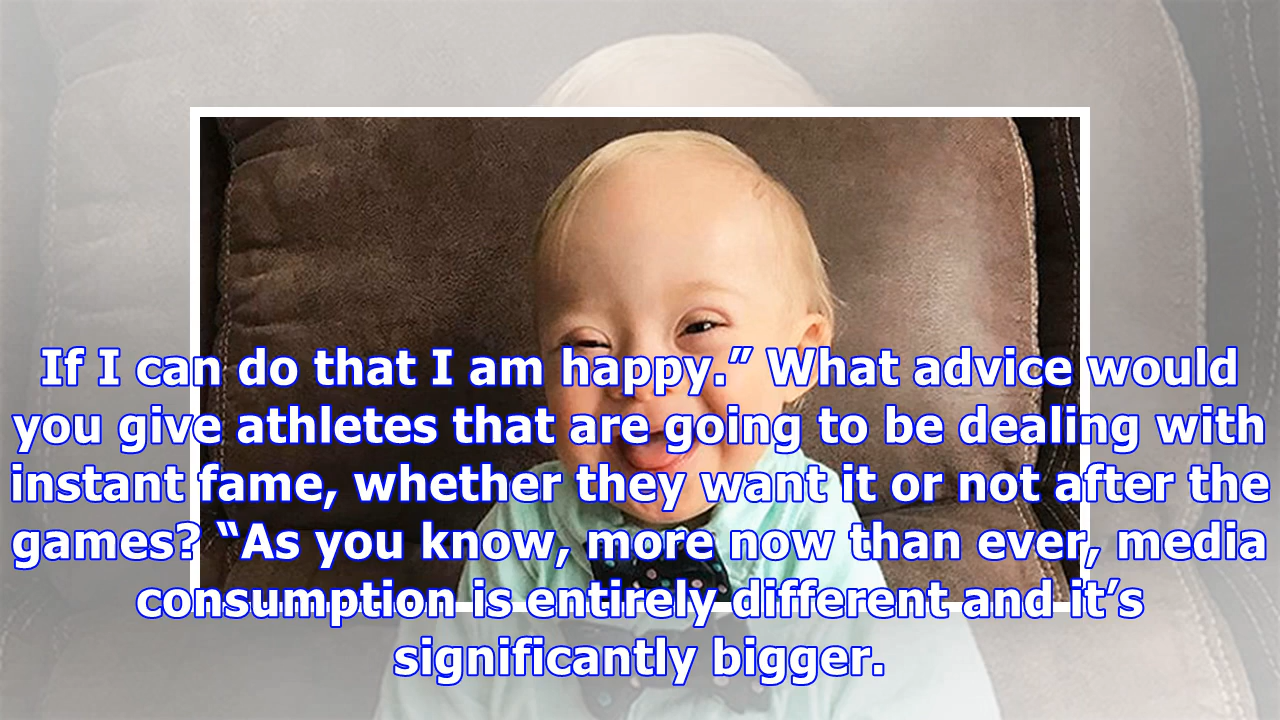 If I can do that I am happy.” What advice would
you give athletes that are going to be dealing with
instant fame, whether they want it or not after the
games? “As you know, more now than ever, media
consumption is entirely different and it’s
significantly bigger.